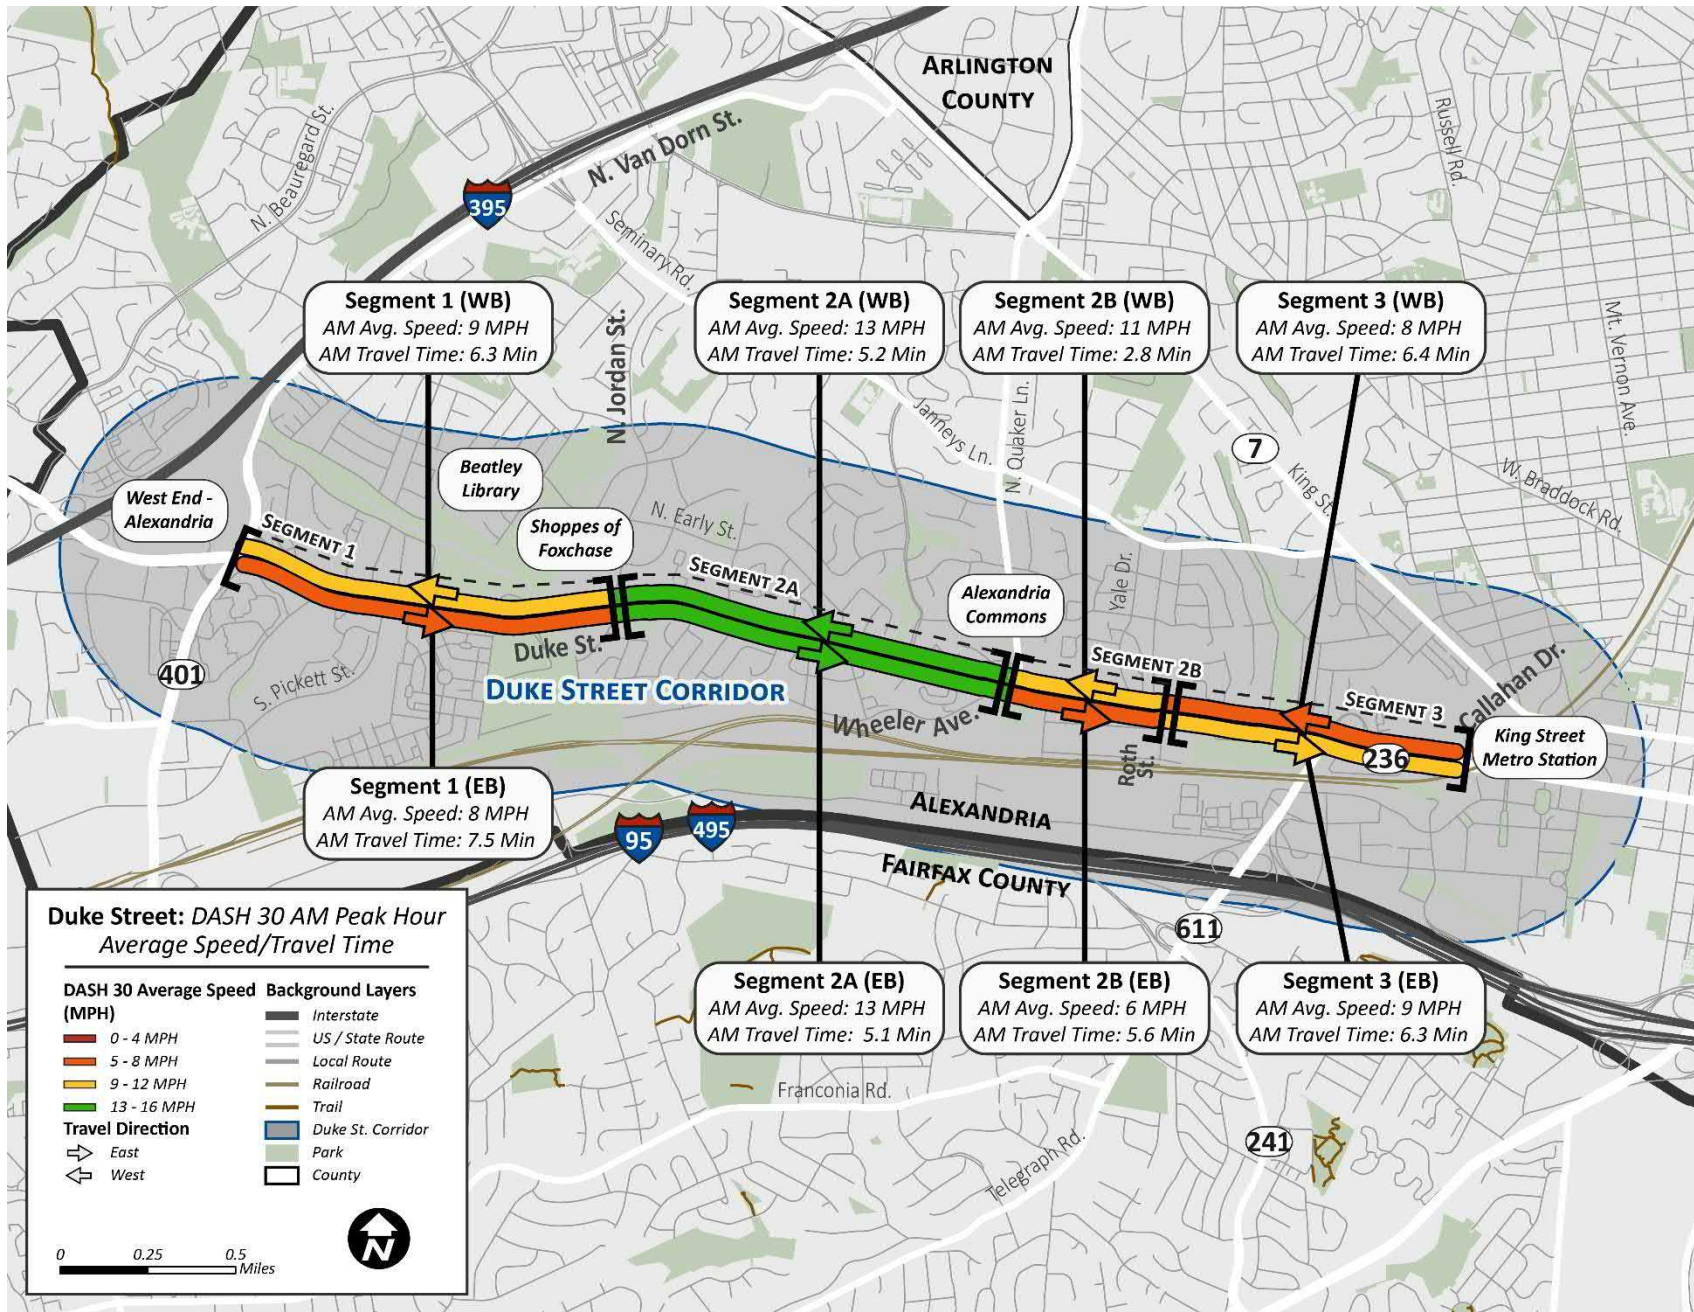 ARLINGTON
COUNTY
N. Van Dorn St.
N. Beauregard St.
Russell Rd.
395
Seminary Rd.
Segment 1 (WB)
AM Avg. Speed: 9 MPH
AM Travel Time: 6.3 Min
Segment 2A (WB)
AM Avg. Speed: 13 MPH
AM Travel Time: 5.2 Min
Segment 2B (WB)
AM Avg. Speed: 11 MPH
AM Travel Time: 2.8 Min
Segment 3 (WB)
AM Avg. Speed: 8 MPH
AM Travel Time: 6.4 Min
N. Jordan St.
Mt. Vernon Ave.
Janneys Ln.
N. Quaker Ln.
7
King St.
W. Braddock Rd.
West End -
Alexandria
Beatley
Library
Shoppes of
Foxchase
N. Early St.
SEGMENT 1
SEGMENT 2A
Alexandria
Commons
Yale Dr.
SEGMENT 2B
SEGMENT 3
Callahan Dr.
Duke St.
401
S. Pickett St.
DUKE STREET CORRIDOR
Wheeler Ave.
Roth
St.
236
King Street
Metro Station
Segment 1 (EB)
AM Avg. Speed: 8 MPH
AM Travel Time: 7.5 Min
95
495
ALEXANDRIA
FAIRFAX COUNTY
611
Segment 2A (EB)
AM Avg. Speed: 13 MPH
AM Travel Time: 5.1 Min
Segment 2B (EB)
AM Avg. Speed: 6 MPH
AM Travel Time: 5.6 Min
Segment 3 (EB)
AM Avg. Speed: 9 MPH
AM Travel Time: 6.3 Min
Franconia Rd.
Telegraph Rd.
241
Duke Street: DASH 30 AM Peak Hour
Average Speed/Travel Time
DASH 30 Average Speed
(MPH)
0 - 4 MPH
5 - 8 MPH
9 - 12 MPH
13 - 16 MPH
Travel Direction
East
West
Background Layers
Interstate
US / State Route
Local Route
Railroad
Trail
Duke St. Corridor
Park
County
N
0 0.25 0.5
Miles